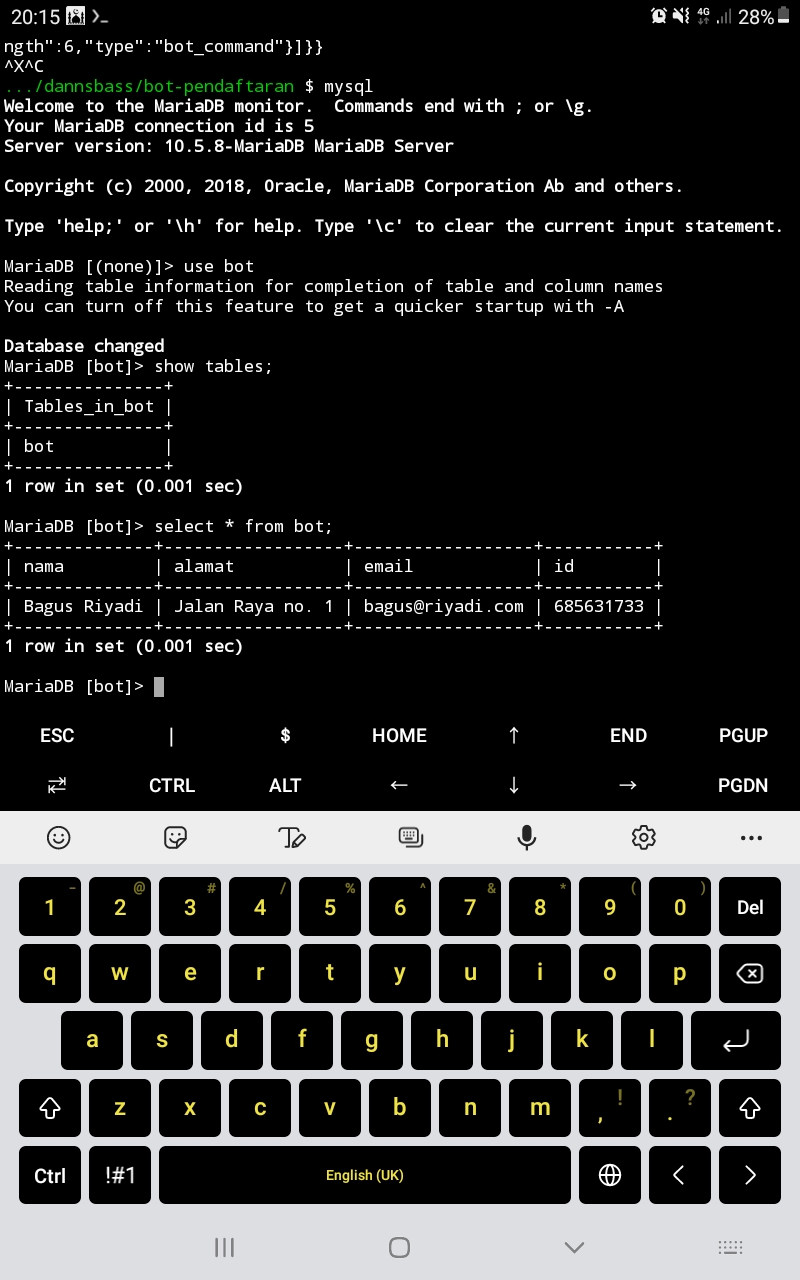 20:15 4G 28%
ngth":6,"type":"bot_command"}]}}
^X^C
.../dannsbass/bot-pendaftaran $ mysql
Welcome to the MariaDB monitor.  Commands end with ; or \g.
Your MariaDB connection id is 5
Server version: 10.5.8-MariaDB MariaDB Server
Copyright (c) 2000, 2018, Oracle, MariaDB Corporation Ab and others.
Type 'help;' or '\h' for help. Type '\c' to clear the current input statement.
MariaDB [(none)]> use bot
Reading table information for completion of table and column names
You can turn off this feature to get a quicker startup with -A
Database changed
MariaDB [bot]> show tables;
+---------------+
| Tables_in_bot |
+---------------+
| bot           |
+---------------+
1 row in set (0.001 sec)
MariaDB [bot]> select * from bot;
+--------------+------------------+------------------+-----------+
| nama         | alamat           | email            | id        |
+--------------+------------------+------------------+-----------+
| Bagus Riyadi | Jalan Raya no. 1 | bagus@riyadi.com | 685631733 |
+--------------+------------------+------------------+-----------+
1 row in set (0.001 sec)
MariaDB [bot]>
ESC | $ HOME ↑ END PGUP
⇄ CTRL ALT ← ↓ → PGDN
1 – 2 @ 3 # 4 / 5 % 6 ^ 7 & 8 * 9 ( 0 ) Del
q w e r t y u i o p
a s d f g h j k l
z x c v b n m , ! . ?
Ctrl !#1 English (UK) < >